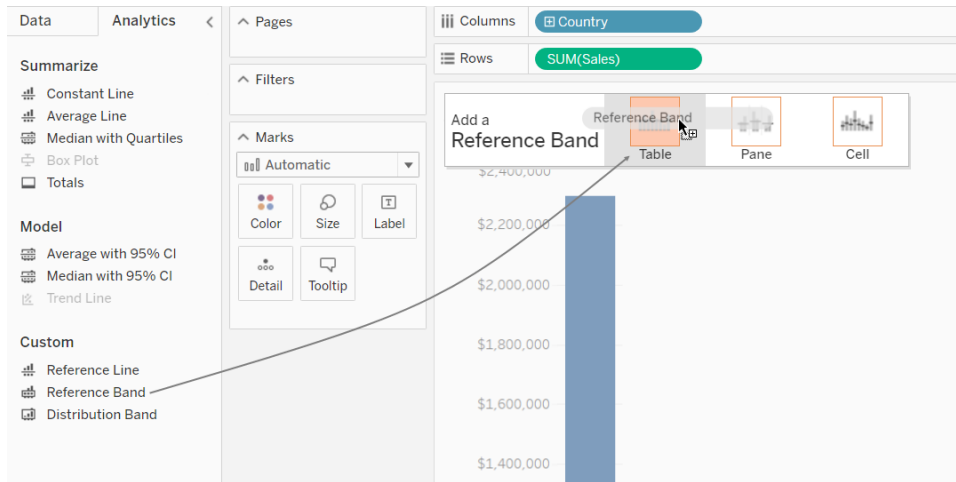 Data
Analytics
Summarize
Constant Line
Average Line
Median with Quartiles
Box Plot
Totals
Model
Average with 95% CI
Median with 95% CI
Trend Line
Custom
Reference Line
Reference Band
Distribution Band
Pages
Filters
Marks
Automatic
Color
Size
T
Label
Detail
Tooltip
Columns
Country
Rows
SUM(Sales)
Add a
Reference Band
Reference Band
Table
Pane
Cell
$2,400,000
$2,200,000
$2,000,000
$1,800,000
$1,600,000
$1,400,000